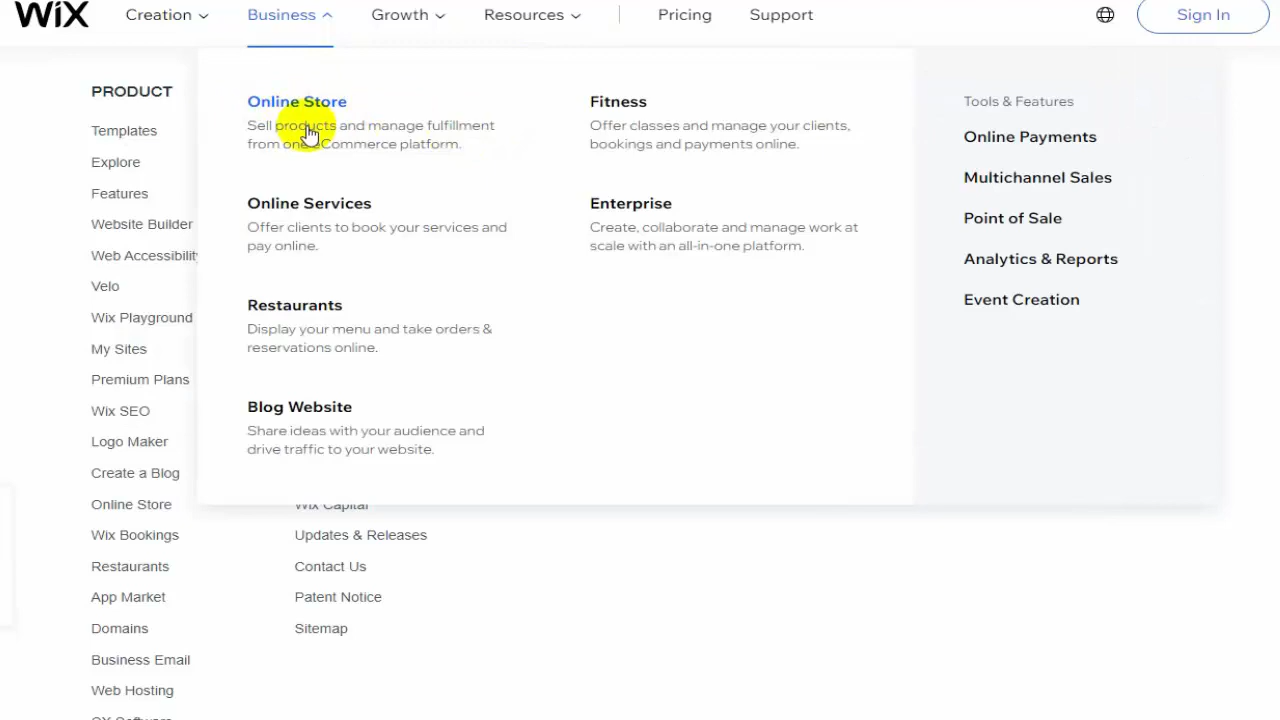 WiX
Creation
Business
Growth
Resources
Pricing
Support
Sign In
Online Store
Sell products and manage fulfillment
from one eCommerce platform.
Online Services
Offer clients to book your services and
pay online.
Restaurants
Display your menu and take orders &
reservations online.
Blog Website
Share ideas with your audience and
drive traffic to your website.
Fitness
Offer classes and manage your clients,
bookings and payments online.
Enterprise
Create, collaborate and manage work at
scale with an all-in-one platform.
Tools & Features
Online Payments
Multichannel Sales
Point of Sale
Analytics & Reports
Event Creation
PRODUCT
Templates
Explore
Features
Website Builder
Web Accessibility
Velo
Wix Playground
My Sites
Premium Plans
Wix SEO
Logo Maker
Create a Blog
Online Store
Wix Bookings
Restaurants
App Market
Domains
Business Email
Web Hosting
Wix Capital
Updates & Releases
Contact Us
Patent Notice
Sitemap